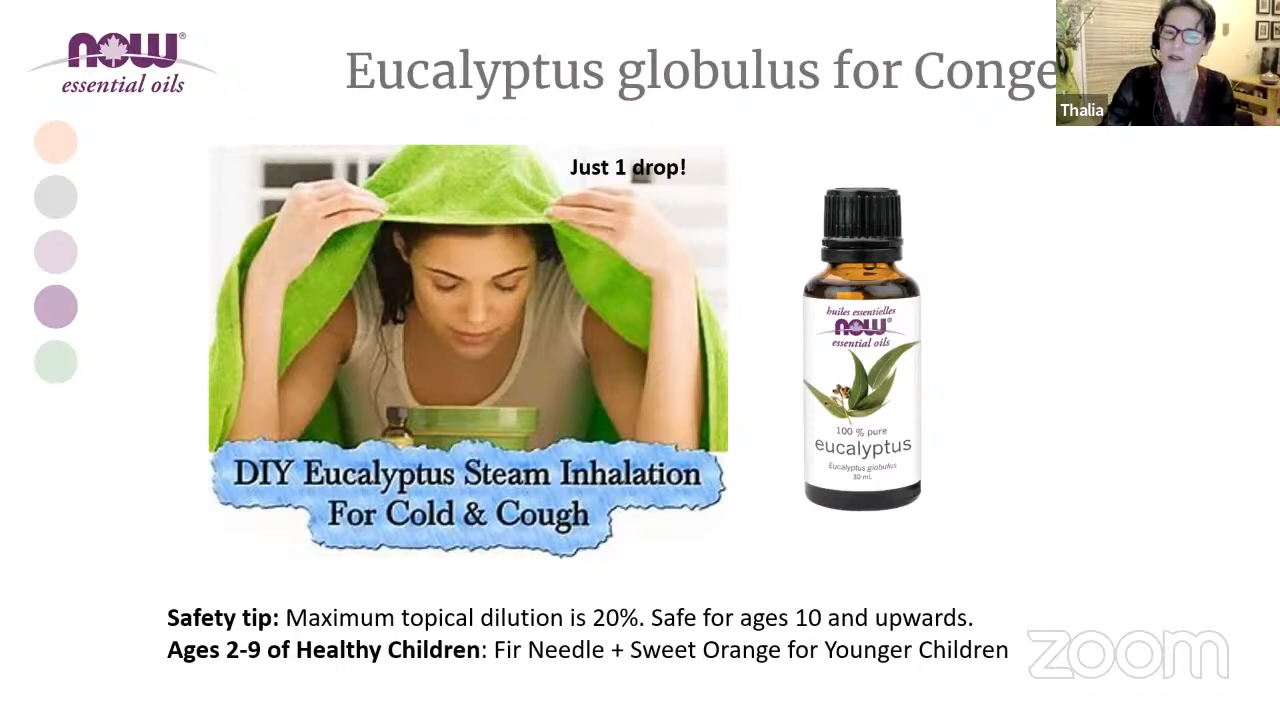 NOW®
essential oils
Eucalyptus globulus for Conge
Thalia
Just 1 drop!
DIY Eucalyptus Steam Inhalation
For Cold & Cough
huiles essentielles
NOW®
essential oils
100 % pure
eucalyptus
Eucalyptus globulus
30 mL
Safety tip: Maximum topical dilution is 20%. Safe for ages 10 and upwards.
Ages 2-9 of Healthy Children: Fir Needle + Sweet Orange for Younger Children
zoom